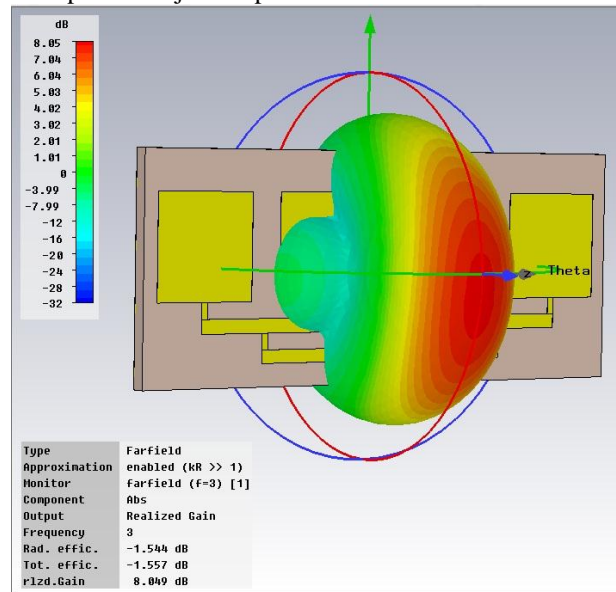 dB
8.05
7.04
6.04
5.03
4.02
3.02
2.01
1.01
0
-3.99
-7.99
-12
-16
-20
-24
-28
-32
z
Theta
Type Farfield
Approximation enabled (kR >> 1)
Monitor farfield (f=3) [1]
Component Abs
Output Realized Gain
Frequency 3
Rad. effic. -1.544 dB
Tot. effic. -1.557 dB
rlzd.Gain 8.049 dB